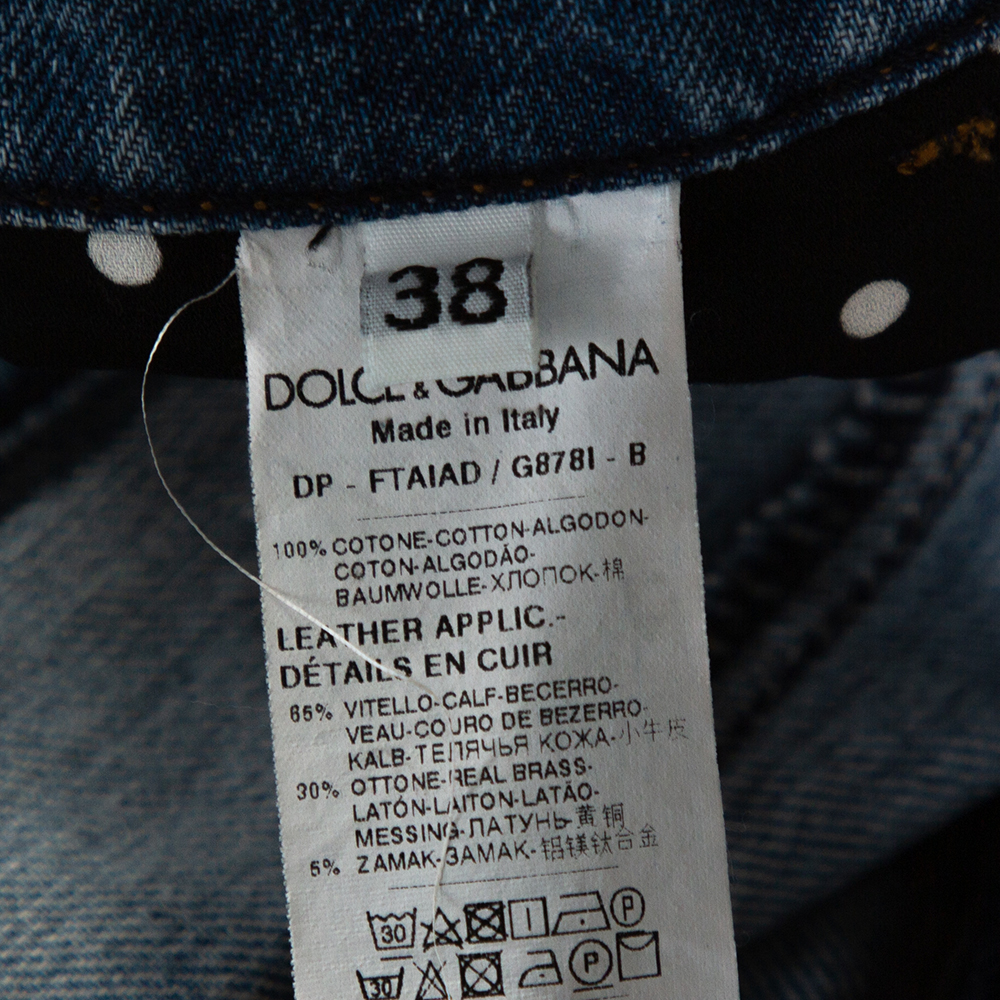 38
DOLCE & GABBANA
Made in Italy
DP - FTAIAD / G878I - B
100% COTONE-COTTON-ALGODON-
COTON-ALGODÃO-
BAUMWOLLE-ХЛОПОК-棉
LEATHER APPLIC.-
DÉTAILS EN CUIR
65% VITELLO-CALF-BECERRO-
VEAU-COURO DE BEZERRO-
KALB-ТЕЛЯЧЬЯ КОЖА-小牛皮
30% OTTONE-REAL BRASS-
LATÓN-LAITON-LATÃO-
MESSING-ЛАТУНЬ-黄铜
5% ZAMAK-ЗАМАК-铝镁钛合金
30 P
30 P